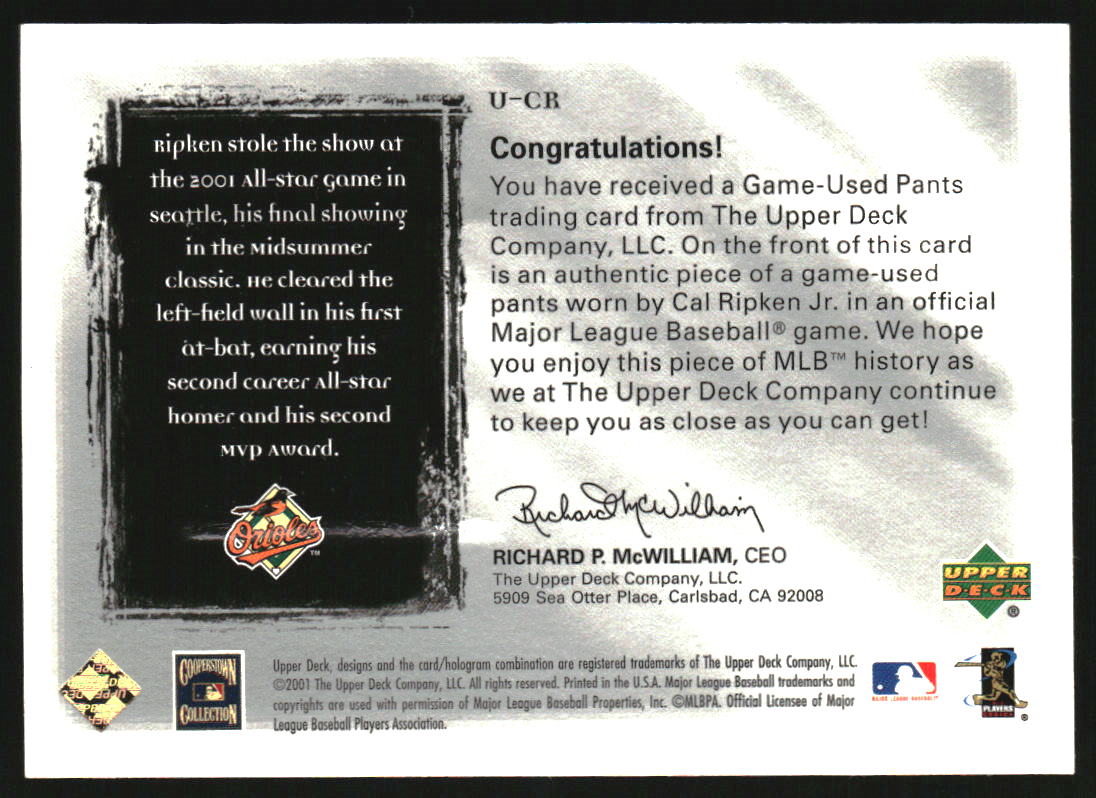 Ripken stole the show at
the 2001 All-star game in
seattle, his final showing
in the Midsummer
classic. He cleared the
left-field wall in his first
at-bat, earning his
second career All-star
homer and his second
MVP Award.
Orioles
TM
U-CR
Congratulations!
You have received a Game-Used Pants
trading card from The Upper Deck
Company, LLC. On the front of this card
is an authentic piece of a game-used
pants worn by Cal Ripken Jr. in an official
Major League Baseball® game. We hope
you enjoy this piece of MLB™ history as
we at The Upper Deck Company continue
to keep you as close as you can get!
Richard McWilliam
RICHARD P. McWILLIAM, CEO
The Upper Deck Company, LLC.
5909 Sea Otter Place, Carlsbad, CA 92008
UPPER
D·E·C·K
®
COOPERSTOWN
COLLECTION
Upper Deck, designs and the card/hologram combination are registered trademarks of The Upper Deck Company, LLC.
©2001 The Upper Deck Company, LLC. All rights reserved. Printed in the U.S.A. Major League Baseball trademarks and
copyrights are used with permission of Major League Baseball Properties, Inc. ©MLBPA. Official Licensee of Major
League Baseball Players Association.
MAJOR LEAGUE BASEBALL
PLAYERS
CHOICE
®